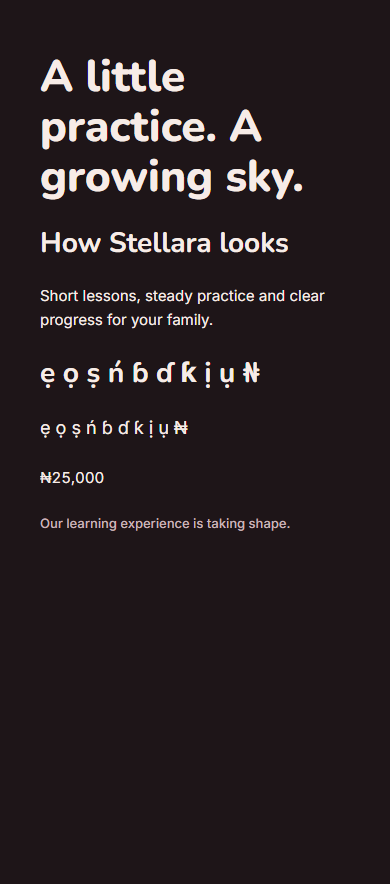 A little
practice. A
growing sky.
How Stellara looks
Short lessons, steady practice and clear
progress for your family.
ẹ ọ ṣ ń ɓ ɗ ƙ ị ụ ₦
ẹ ọ ṣ ń ɓ ɗ ƙ ị ụ ₦
₦25,000
Our learning experience is taking shape.